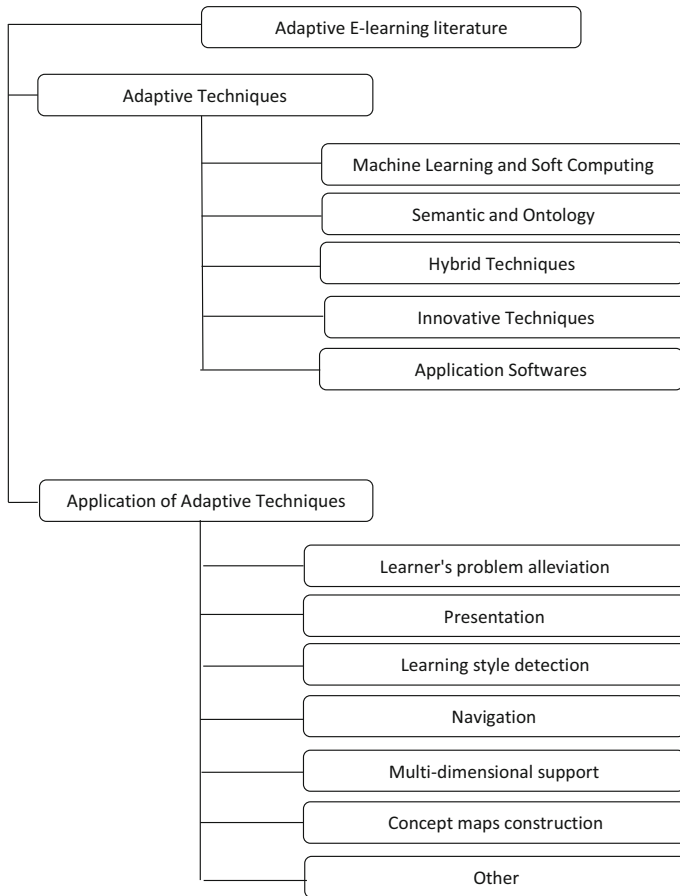 Adaptive E-learning literature
Adaptive Techniques
Machine Learning and Soft Computing
Semantic and Ontology
Hybrid Techniques
Innovative Techniques
Application Softwares
Application of Adaptive Techniques
Learner's problem alleviation
Presentation
Learning style detection
Navigation
Multi-dimensional support
Concept maps construction
Other